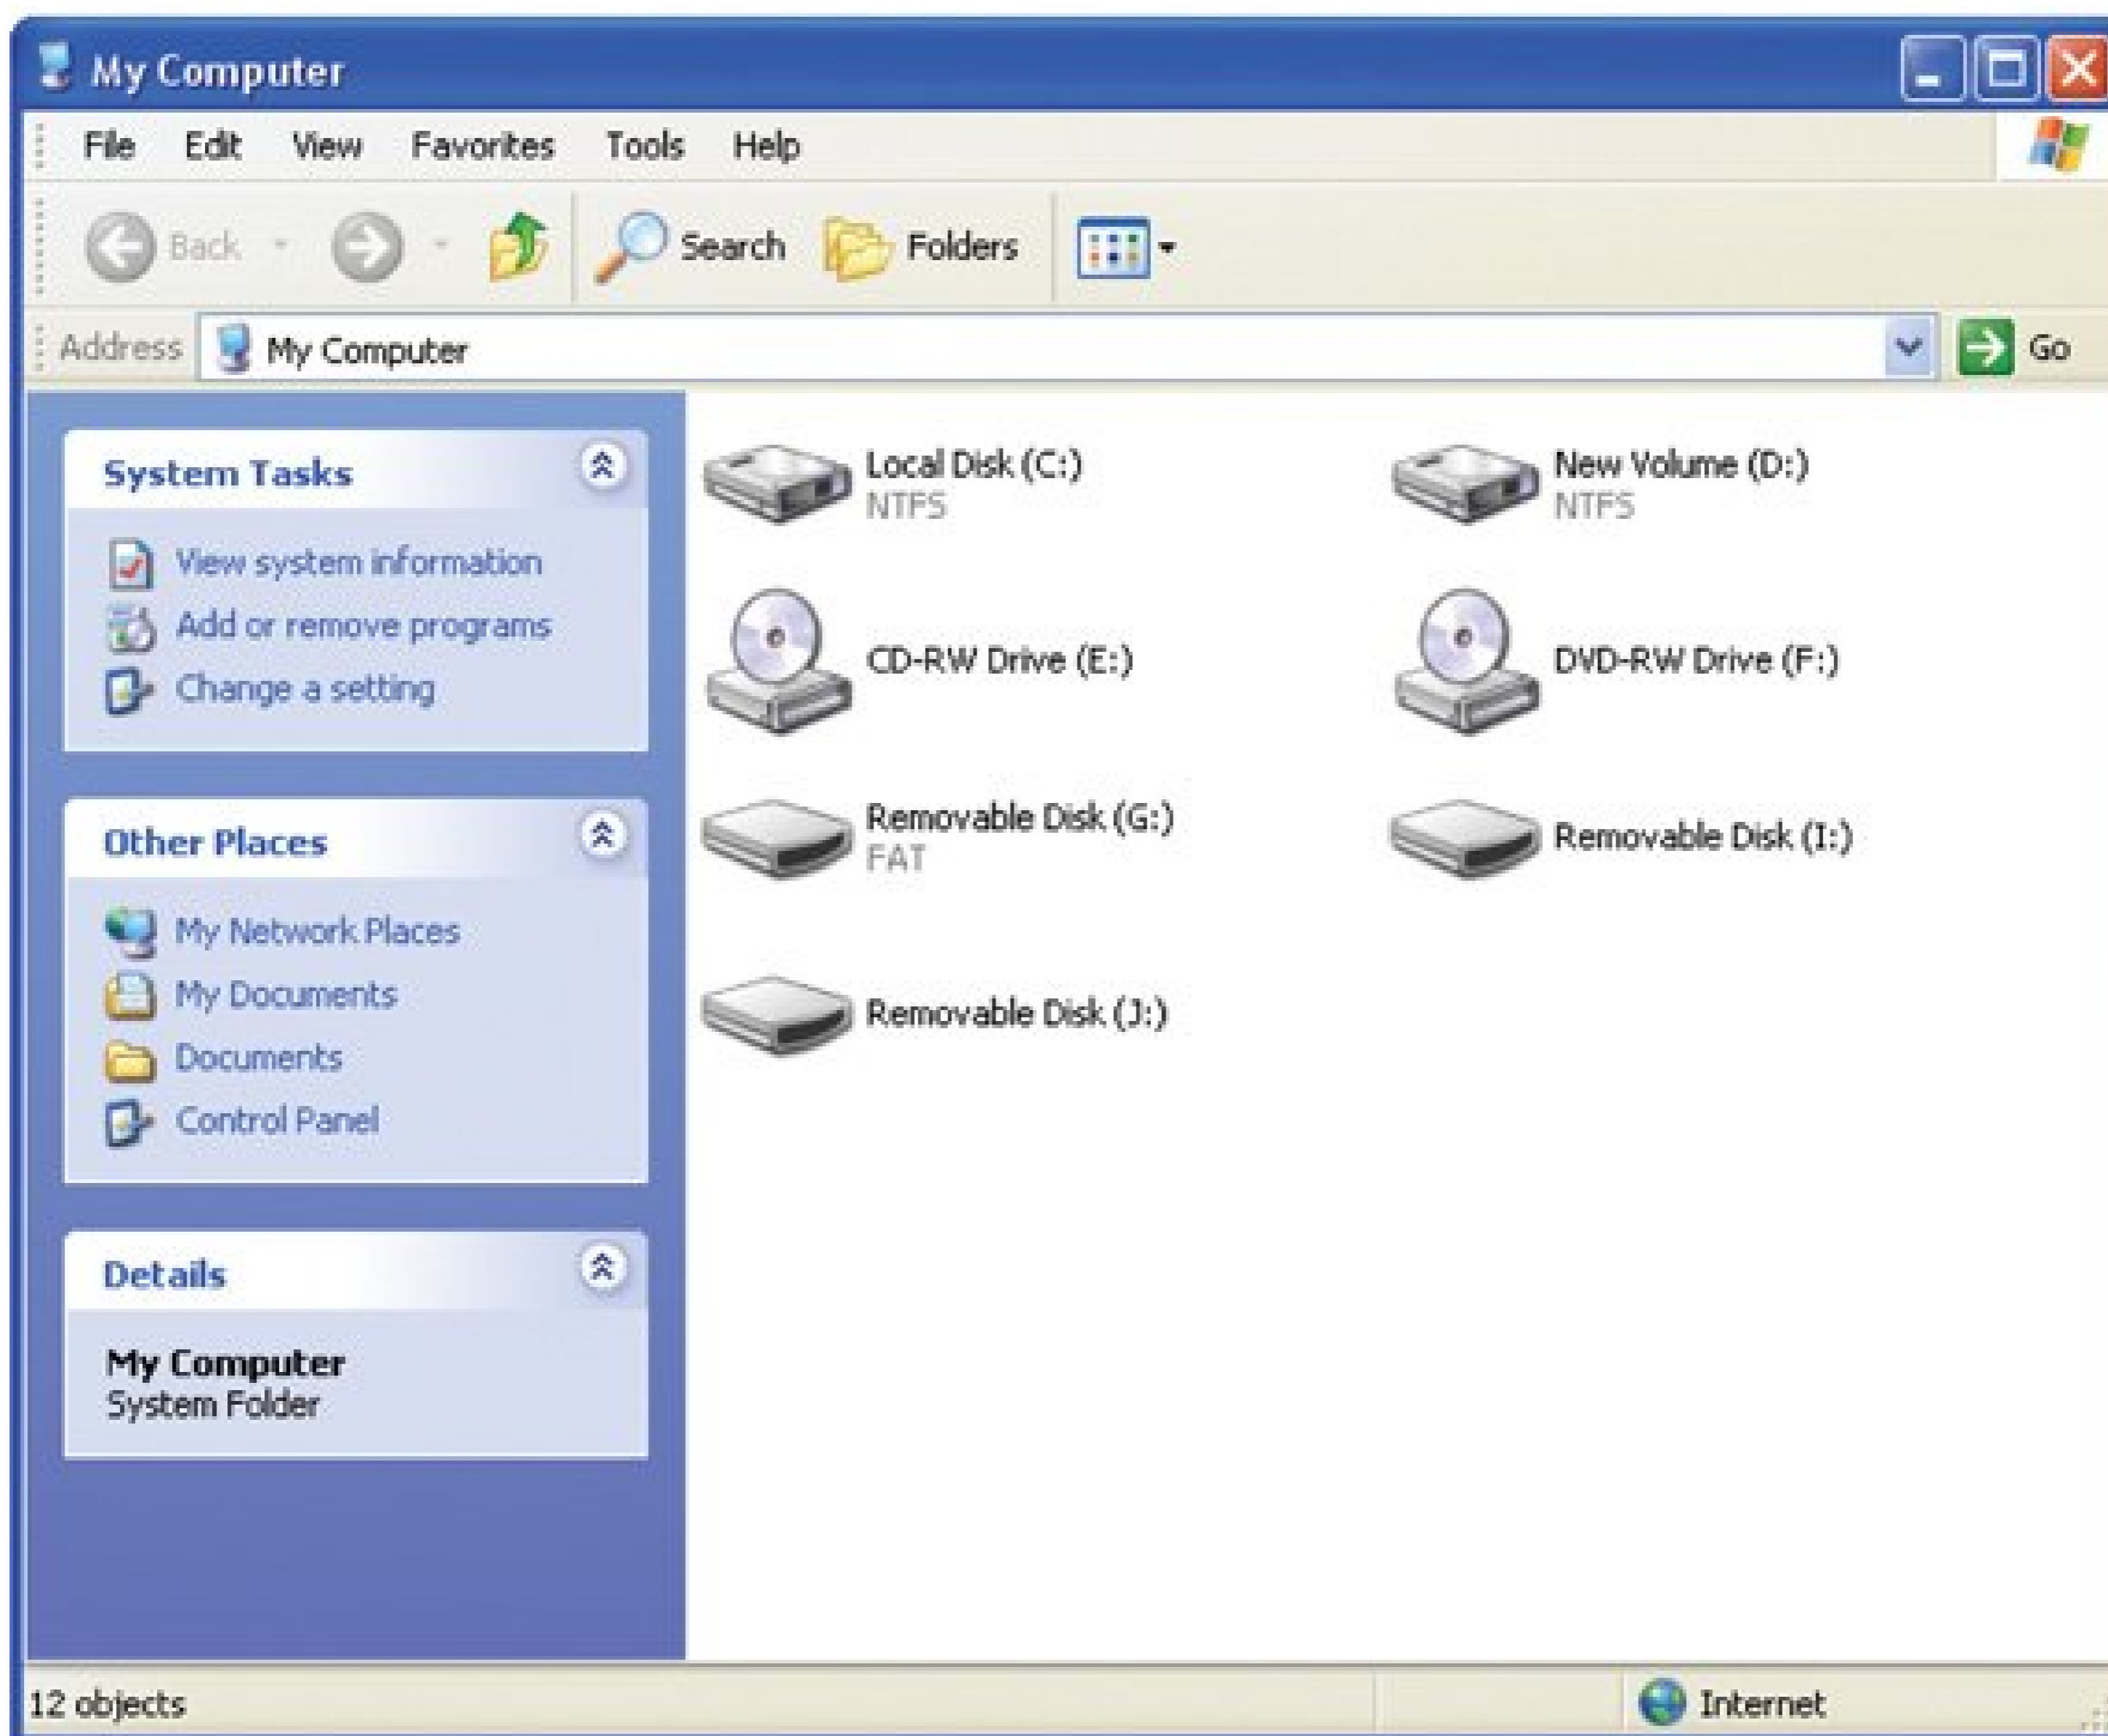 My Computer
File Edit View Favorites Tools Help
Back Search Folders
Address My Computer Go
System Tasks
View system information
Add or remove programs
Change a setting
Other Places
My Network Places
My Documents
Documents
Control Panel
Details
My Computer
System Folder
Local Disk (C:)
NTFS
New Volume (D:)
NTFS
CD-RW Drive (E:)
DVD-RW Drive (F:)
Removable Disk (G:)
FAT
Removable Disk (I:)
Removable Disk (J:)
12 objects
Internet